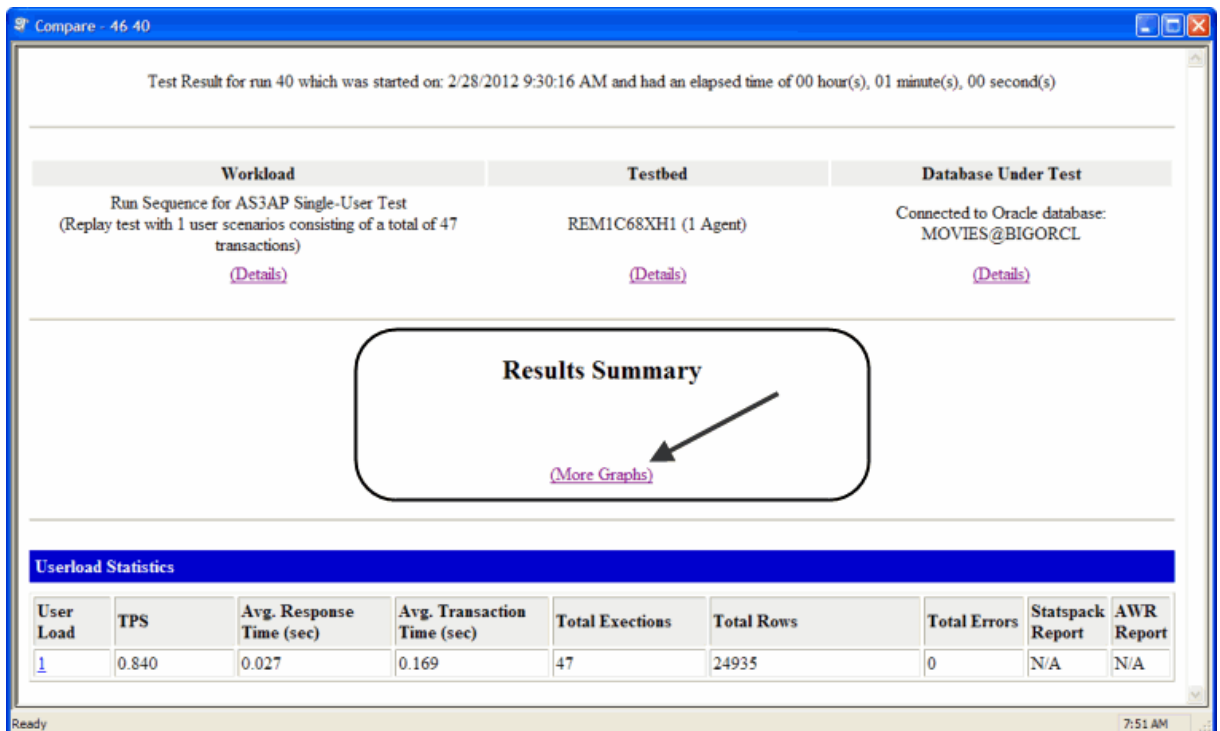 Compare - 46 40
Test Result for run 40 which was started on: 2/28/2012 9:30:16 AM and had an elapsed time of 00 hour(s), 01 minute(s), 00 second(s)
Workload Testbed Database Under Test
Run Sequence for AS3AP Single-User Test
(Replay test with 1 user scenarios consisting of a total of 47
transactions)
REM1C68XH1 (1 Agent)
Connected to Oracle database:
MOVIES@BIGORCL
(Details) (Details) (Details)
Results Summary
(More Graphs)
Userload Statistics
User Load TPS Avg. Response Time (sec) Avg. Transaction Time (sec) Total Exections Total Rows Total Errors Statspack Report AWR Report
1 0.840 0.027 0.169 47 24935 0 N/A N/A
Ready 7:51 AM